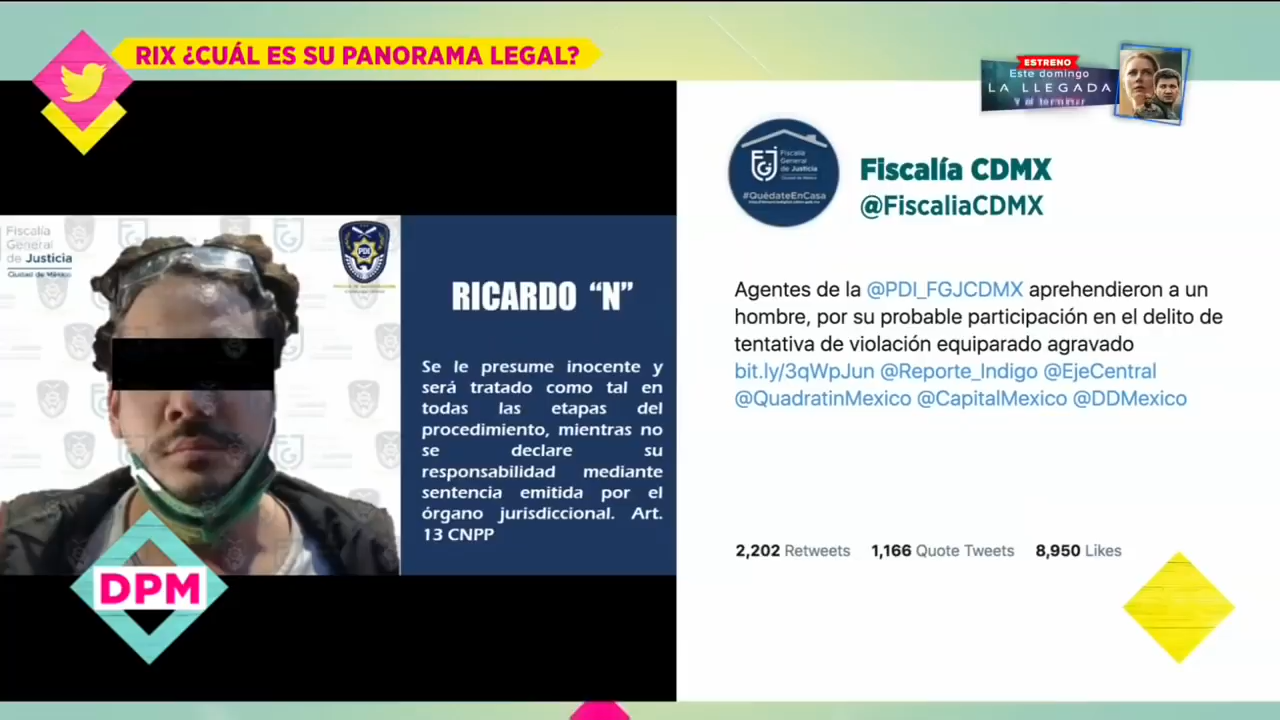 RIX ¿CUÁL ES SU PANORAMA LEGAL?
ESTRENO
Este domingo
LA LLEGADA
Fiscalía
General
de Justicia
Ciudad de México
PDI
RICARDO “N”
Se le presume inocente y
será tratado como tal en
todas las etapas del
procedimiento, mientras no
se declare su
responsabilidad mediante
sentencia emitida por el
órgano jurisdiccional. Art.
13 CNPP
DPM
Fiscalía
General
de Justicia
Ciudad de México
#QuédateEnCasa
Fiscalía CDMX
@FiscaliaCDMX
Agentes de la @PDI_FGJCDMX aprehendieron a un
hombre, por su probable participación en el delito de
tentativa de violación equiparado agravado
bit.ly/3qWpJun @Reporte_Indigo @EjeCentral
@QuadratinMexico @CapitalMexico @DDMexico
2,202 Retweets 1,166 Quote Tweets 8,950 Likes